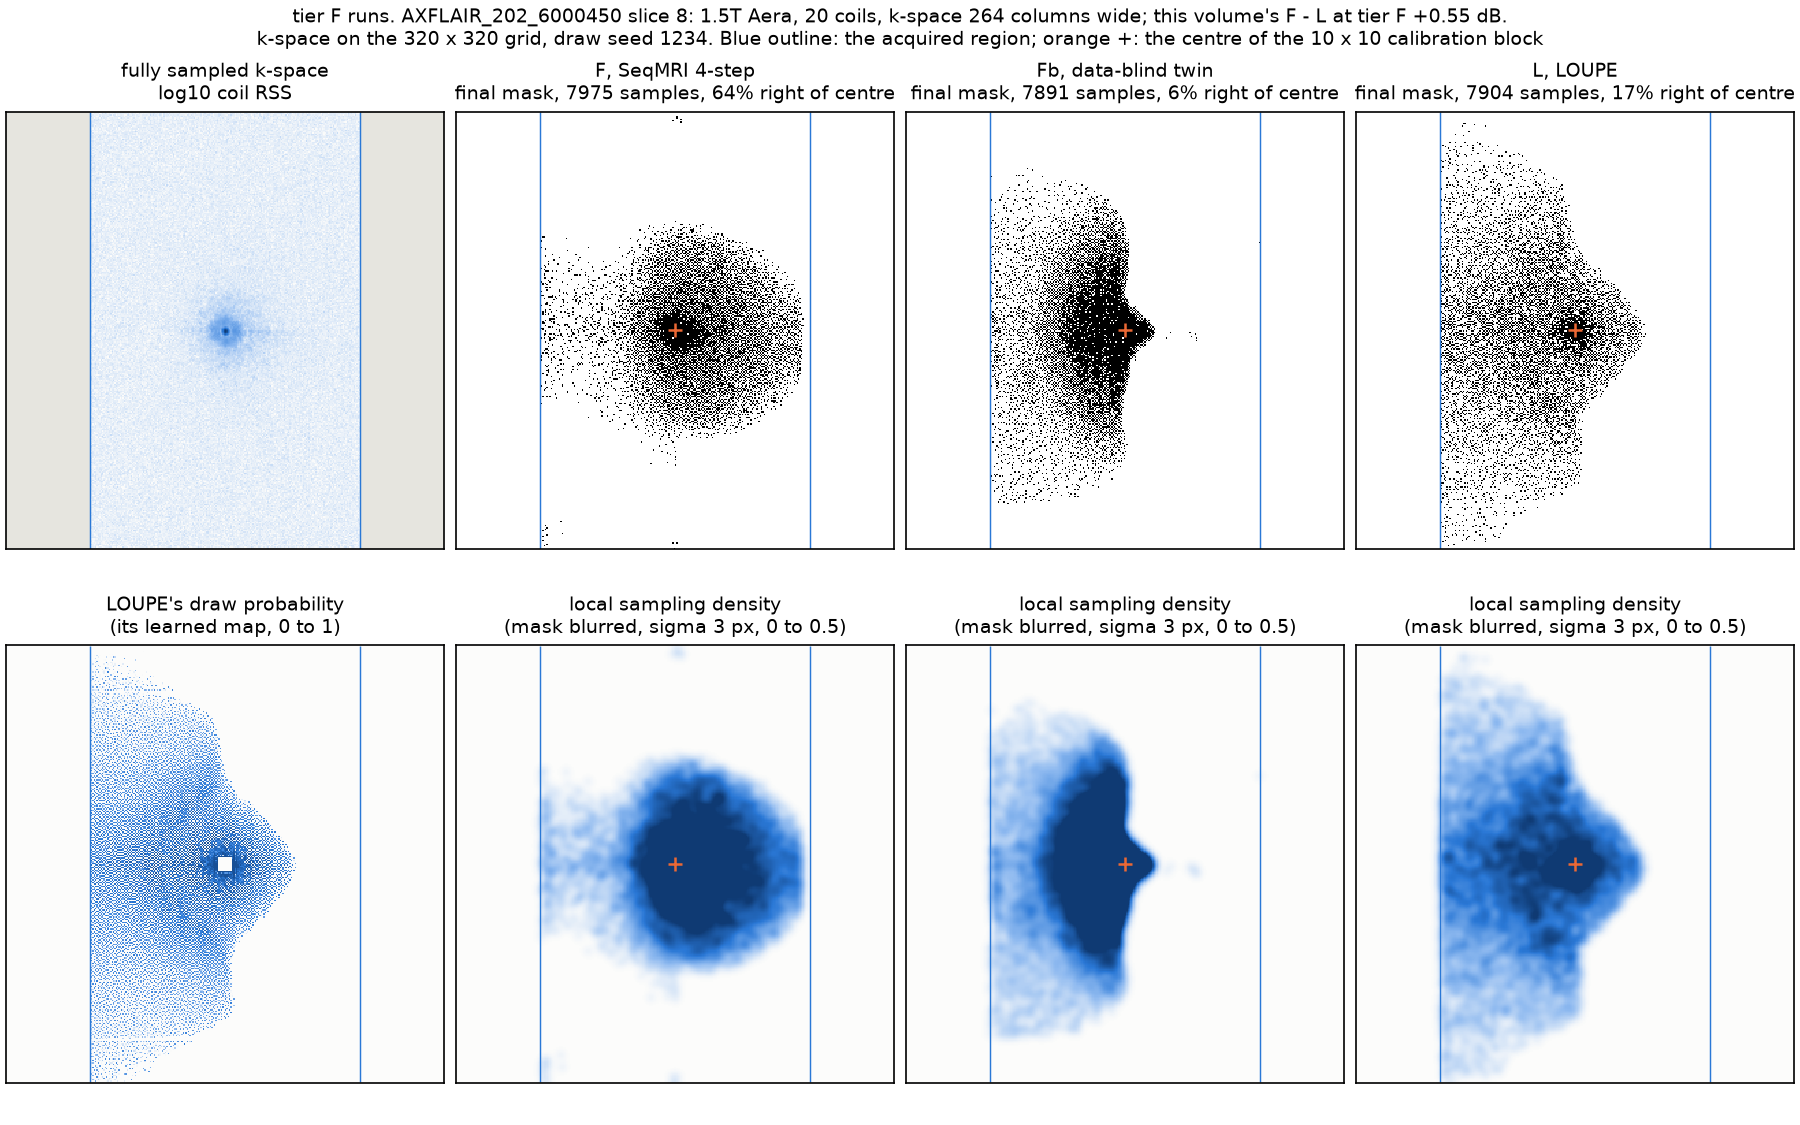 tier F runs. AXFLAIR_202_6000450 slice 8: 1.5T Aera, 20 coils, k-space 264 columns wide; this volume's F - L at tier F +0.55 dB.
k-space on the 320 x 320 grid, draw seed 1234. Blue outline: the acquired region; orange +: the centre of the 10 x 10 calibration block
fully sampled k-space
log10 coil RSS
F, SeqMRI 4-step
final mask, 7975 samples, 64% right of centre
Fb, data-blind twin
final mask, 7891 samples, 6% right of centre
L, LOUPE
final mask, 7904 samples, 17% right of centre
LOUPE's draw probability
(its learned map, 0 to 1)
local sampling density
(mask blurred, sigma 3 px, 0 to 0.5)
local sampling density
(mask blurred, sigma 3 px, 0 to 0.5)
local sampling density
(mask blurred, sigma 3 px, 0 to 0.5)